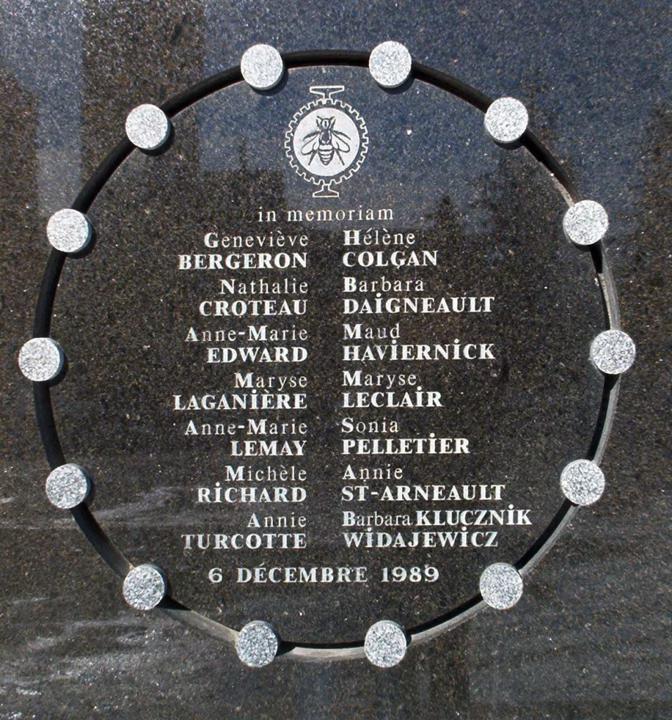 in memoriam
Geneviève Hélène
BERGERON COLGAN
Nathalie Barbara
CROTEAU DAIGNEAULT
Anne-Marie Maud
EDWARD HAVIERNICK
Maryse Maryse
LAGANIÈRE LECLAIR
Anne-Marie Sonia
LEMAY PELLETIER
Michèle Annie
RICHARD ST-ARNEAULT
Annie Barbara KLUCZNIK
TURCOTTE WIDAJEWICZ
6 DÉCEMBRE 1989